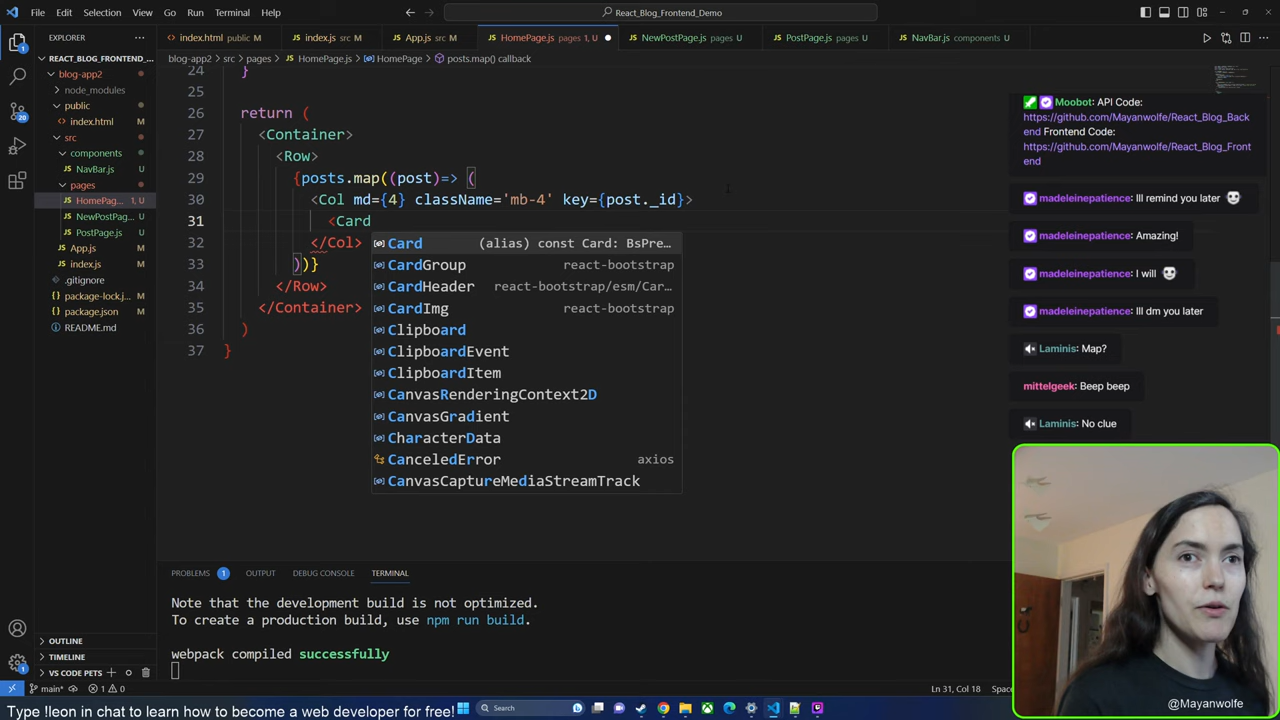 File Edit Selection View Go Run Terminal Help
React_Blog_Frontend_Demo
EXPLORER
index.html public M
index.js src M
App.js src M
HomePage.js pages 1, U
NewPostPage.js pages U
PostPage.js pages U
NavBar.js components U
blog-app2 > src > pages > HomePage.js > HomePage > posts.map() callback
REACT_BLOG_FRONTEND_...
blog-app2
node_modules
public
index.html M
src
components
NavBar.js U
pages
HomePag... 1, U
NewPostPag... U
PostPage.js U
App.js M
index.js M
.gitignore
package-lock.j... M
package.json M
README.md
OUTLINE
TIMELINE
VS CODE PETS
24 }
25
26 return (
27 <Container>
28 <Row>
29 {posts.map((post)=> (
30 <Col md={4} className='mb-4' key={post._id}>
31 <Card
32 </Col>
33 ))}
34 </Row>
35 </Container>
36 )
37 }
Card (alias) const Card: BsPre...
CardGroup react-bootstrap
CardHeader react-bootstrap/esm/Car...
CardImg react-bootstrap
Clipboard
ClipboardEvent
ClipboardItem
CanvasRenderingContext2D
CanvasGradient
CharacterData
CanceledError axios
CanvasCaptureMediaStreamTrack
PROBLEMS 1 OUTPUT DEBUG CONSOLE TERMINAL
Note that the development build is not optimized.
To create a production build, use npm run build.
webpack compiled successfully
Moobot: API Code:
https://github.com/Mayanwolfe/React_Blog_Back
end Frontend Code:
https://github.com/Mayanwolfe/React_Blog_Front
end
madeleinepatience: Ill remind you later
madeleinepatience: Amazing!
madeleinepatience: I will
madeleinepatience: Ill dm you later
Laminis: Map?
mittelgeek: Beep beep
Laminis: No clue
20
1
main*
1 0
Ln 31, Col 18
@Mayanwolfe
Type !leon in chat to learn how to become a web developer for free!
Search